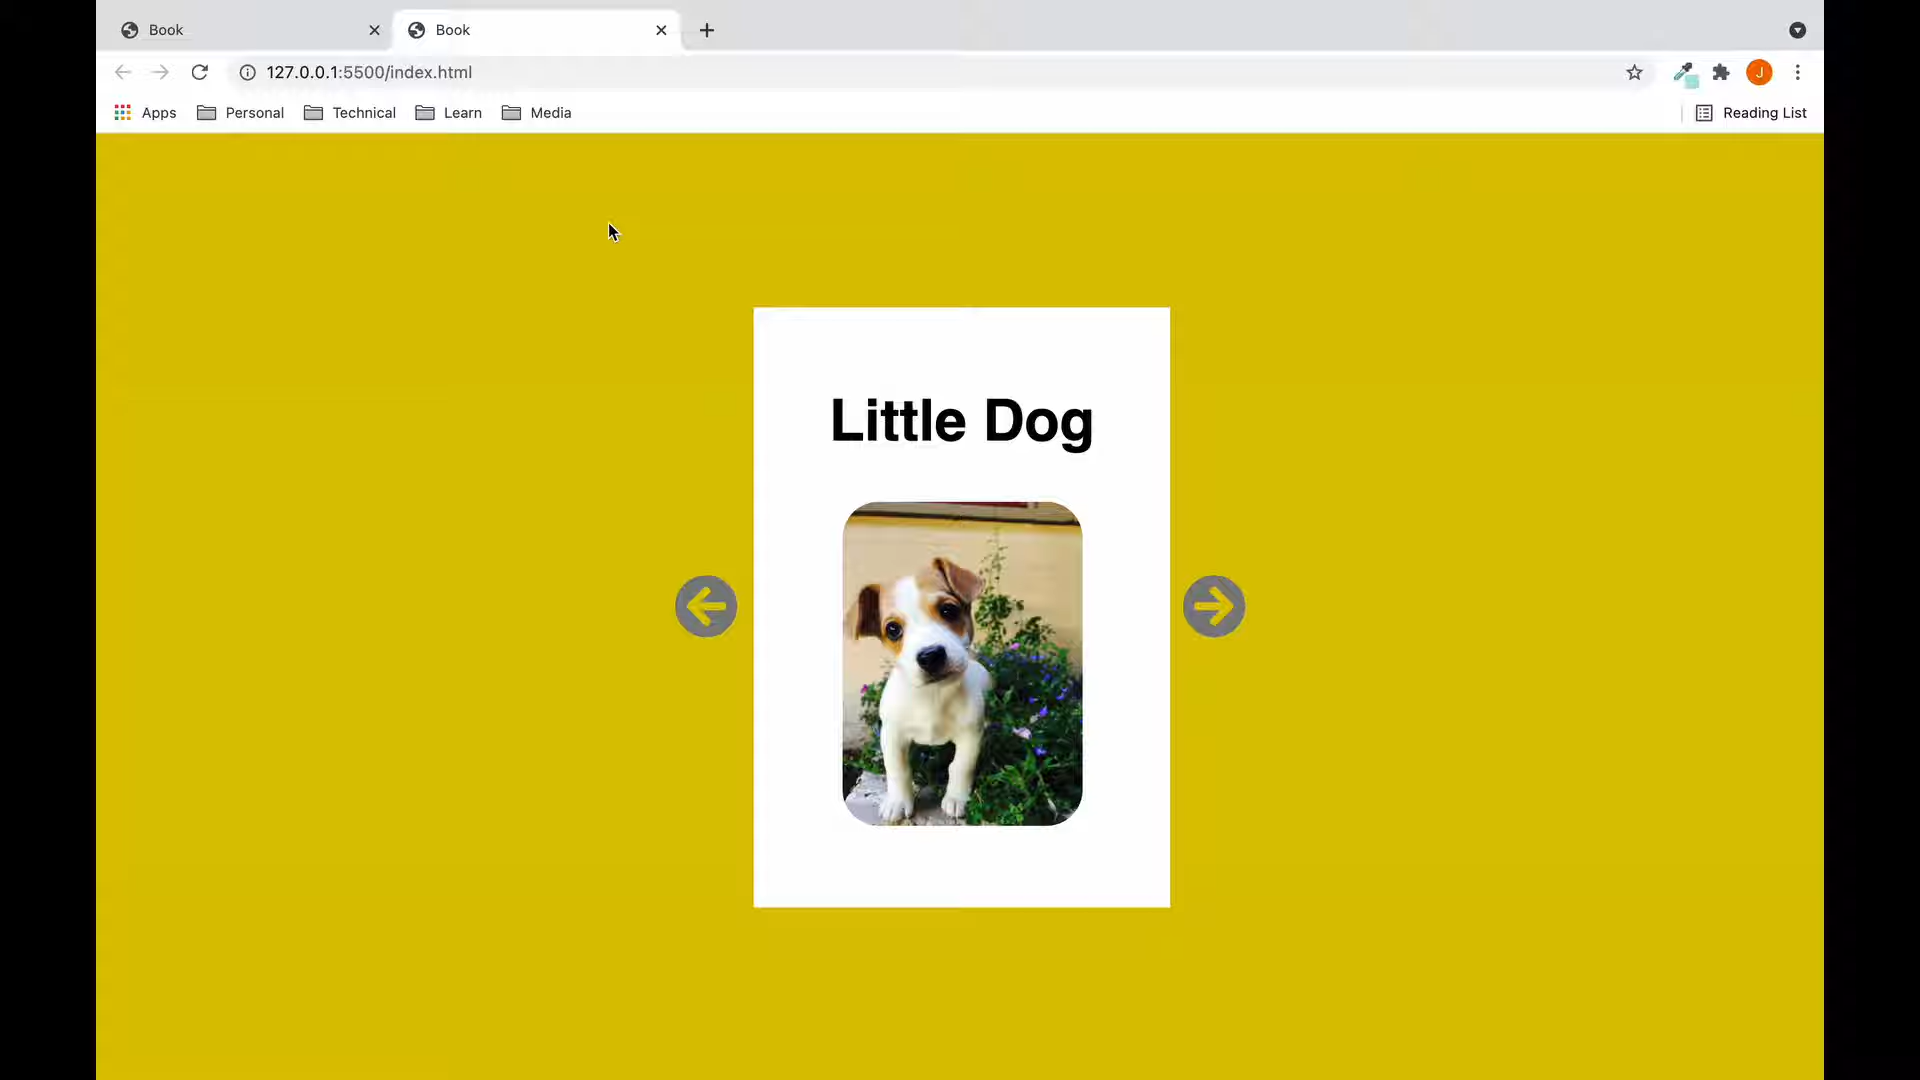 Book
Book
127.0.0.1:5500/index.html
J
Apps
Personal
Technical
Learn
Media
Reading List
Little Dog